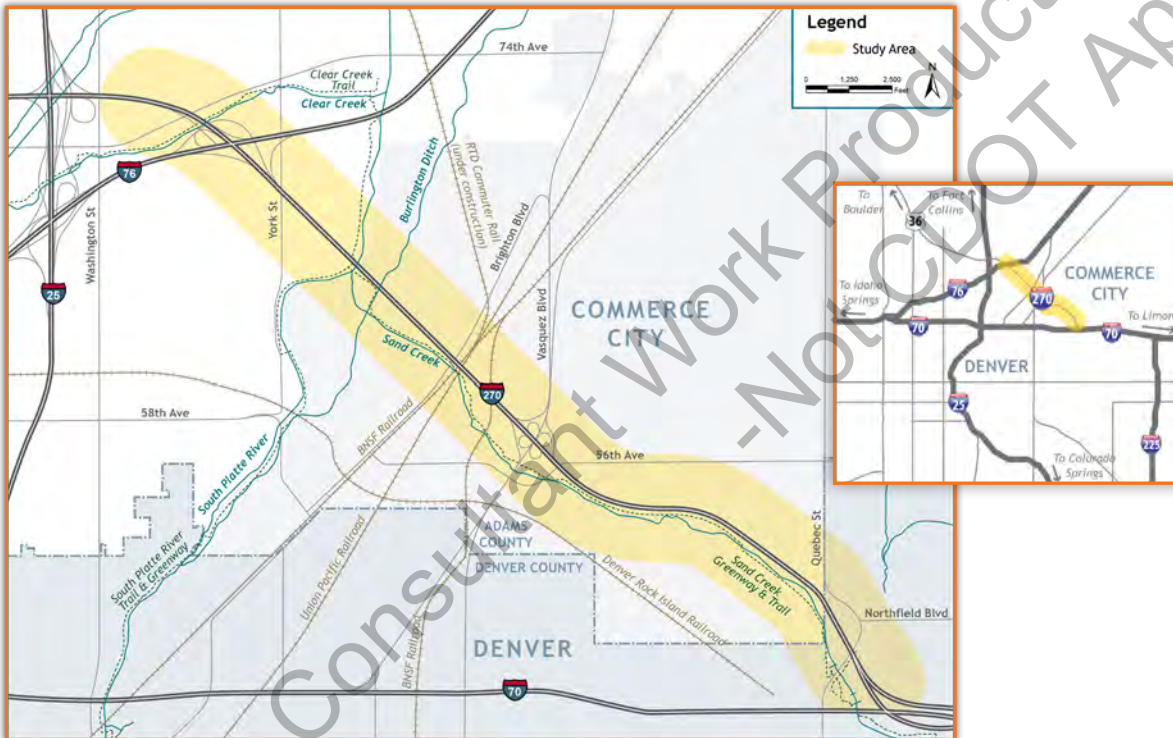 Legend
Study Area
0 1,250 2,500
Feet
N
74th Ave
Clear Creek
Trail
Clear Creek
76
Washington St
York St
Burlington Ditch
RTD Commuter Rail
(under construction)
Brighton Blvd
Vasquez Blvd
25
COMMERCE
CITY
Sand Creek
270
58th Ave
BNSF Railroad
56th Ave
South Platte River
South Platte River
Trail & Greenway
Union Pacific Railroad
ADAMS
COUNTY
DENVER COUNTY
Denver Rock Island Railroad
Sand Creek
Greenway & Trail
Quebec St
Northfield Blvd
BNSF Railroad
DENVER
70
To
Boulder
To Fort
Collins
36
To Idaho
Springs
76
COMMERCE
CITY
270
To Limon
70
70
DENVER
25
225
To Colorado
Springs
Consultant Work Product
-Not CDOT Ap